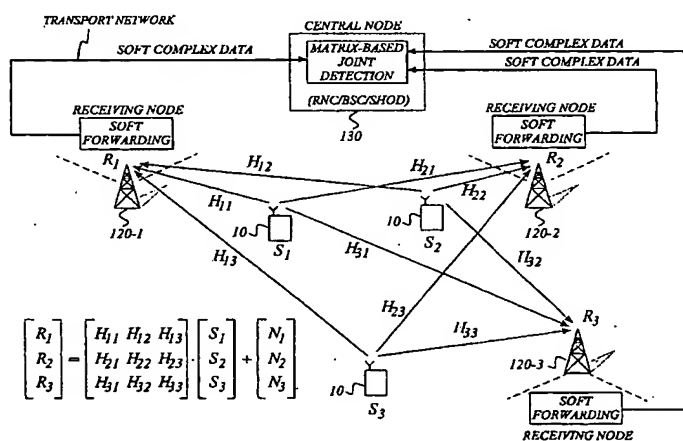 TRANSPORT NETWORK
CENTRAL NODE
SOFT COMPLEX DATA
MATRIX-BASED
JOINT
DETECTION
SOFT COMPLEX DATA
SOFT COMPLEX DATA
(RNC/BSC/SHOD)
130
RECEIVING NODE
SOFT
FORWARDING
RECEIVING NODE
SOFT
FORWARDING
R1
H12
H21
R2
H22
H11
10
S1
10
S2
120-1
120-2
H13
H31
H32
H23
H33
R3
120-3
10
S3
[R1] = [H11 H12 H13] · [S1] + [N1]
[R2] = [H21 H22 H23] · [S2] + [N2]
[R3] = [H31 H32 H33] · [S3] + [N3]
SOFT
FORWARDING
RECEIVING NODE